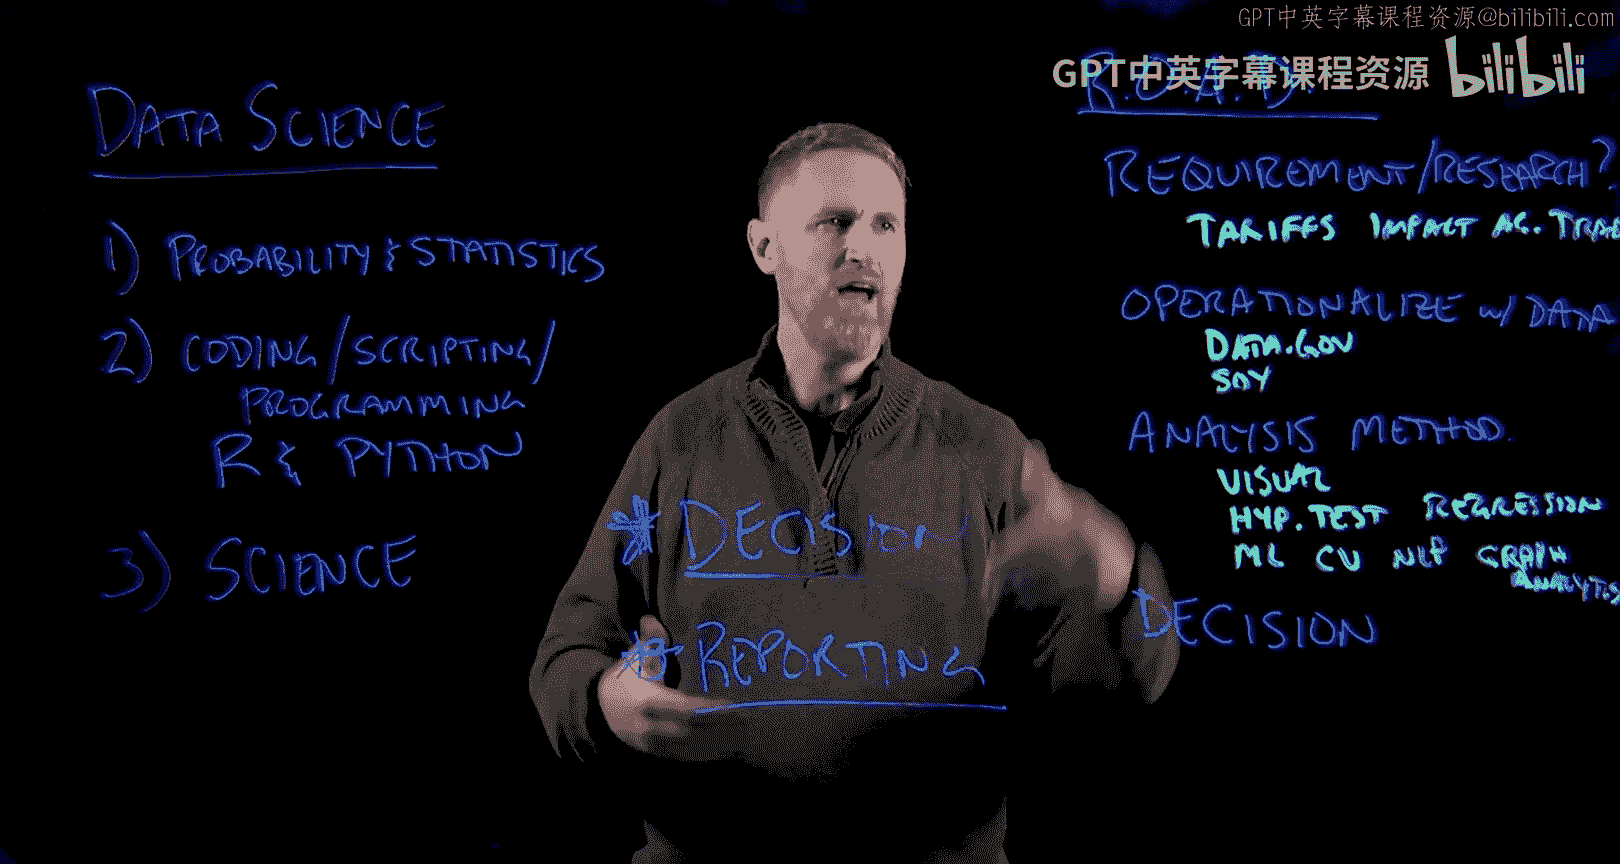 GPT中英字幕课程资源@bilibili.com
GPT中英字幕课程资源 bilibili
DATA SCIENCE
1) PROBABILITY & STATISTICS
2) CODING/SCRIPTING/
PROGRAMMING
R & PYTHON
3) SCIENCE
* DECISION
* REPORTING
R.O.A.D.
REQUIREMENT/RESEARCH?
TARIFFS IMPACT AG. TRADE
OPERATIONALIZE W/ DATA
DATA.GOV
SOY
ANALYSIS METHOD.
VISUAL
HYP. TEST REGRESSION
ML CV NLP GRAPH
ANALYTICS
DECISION